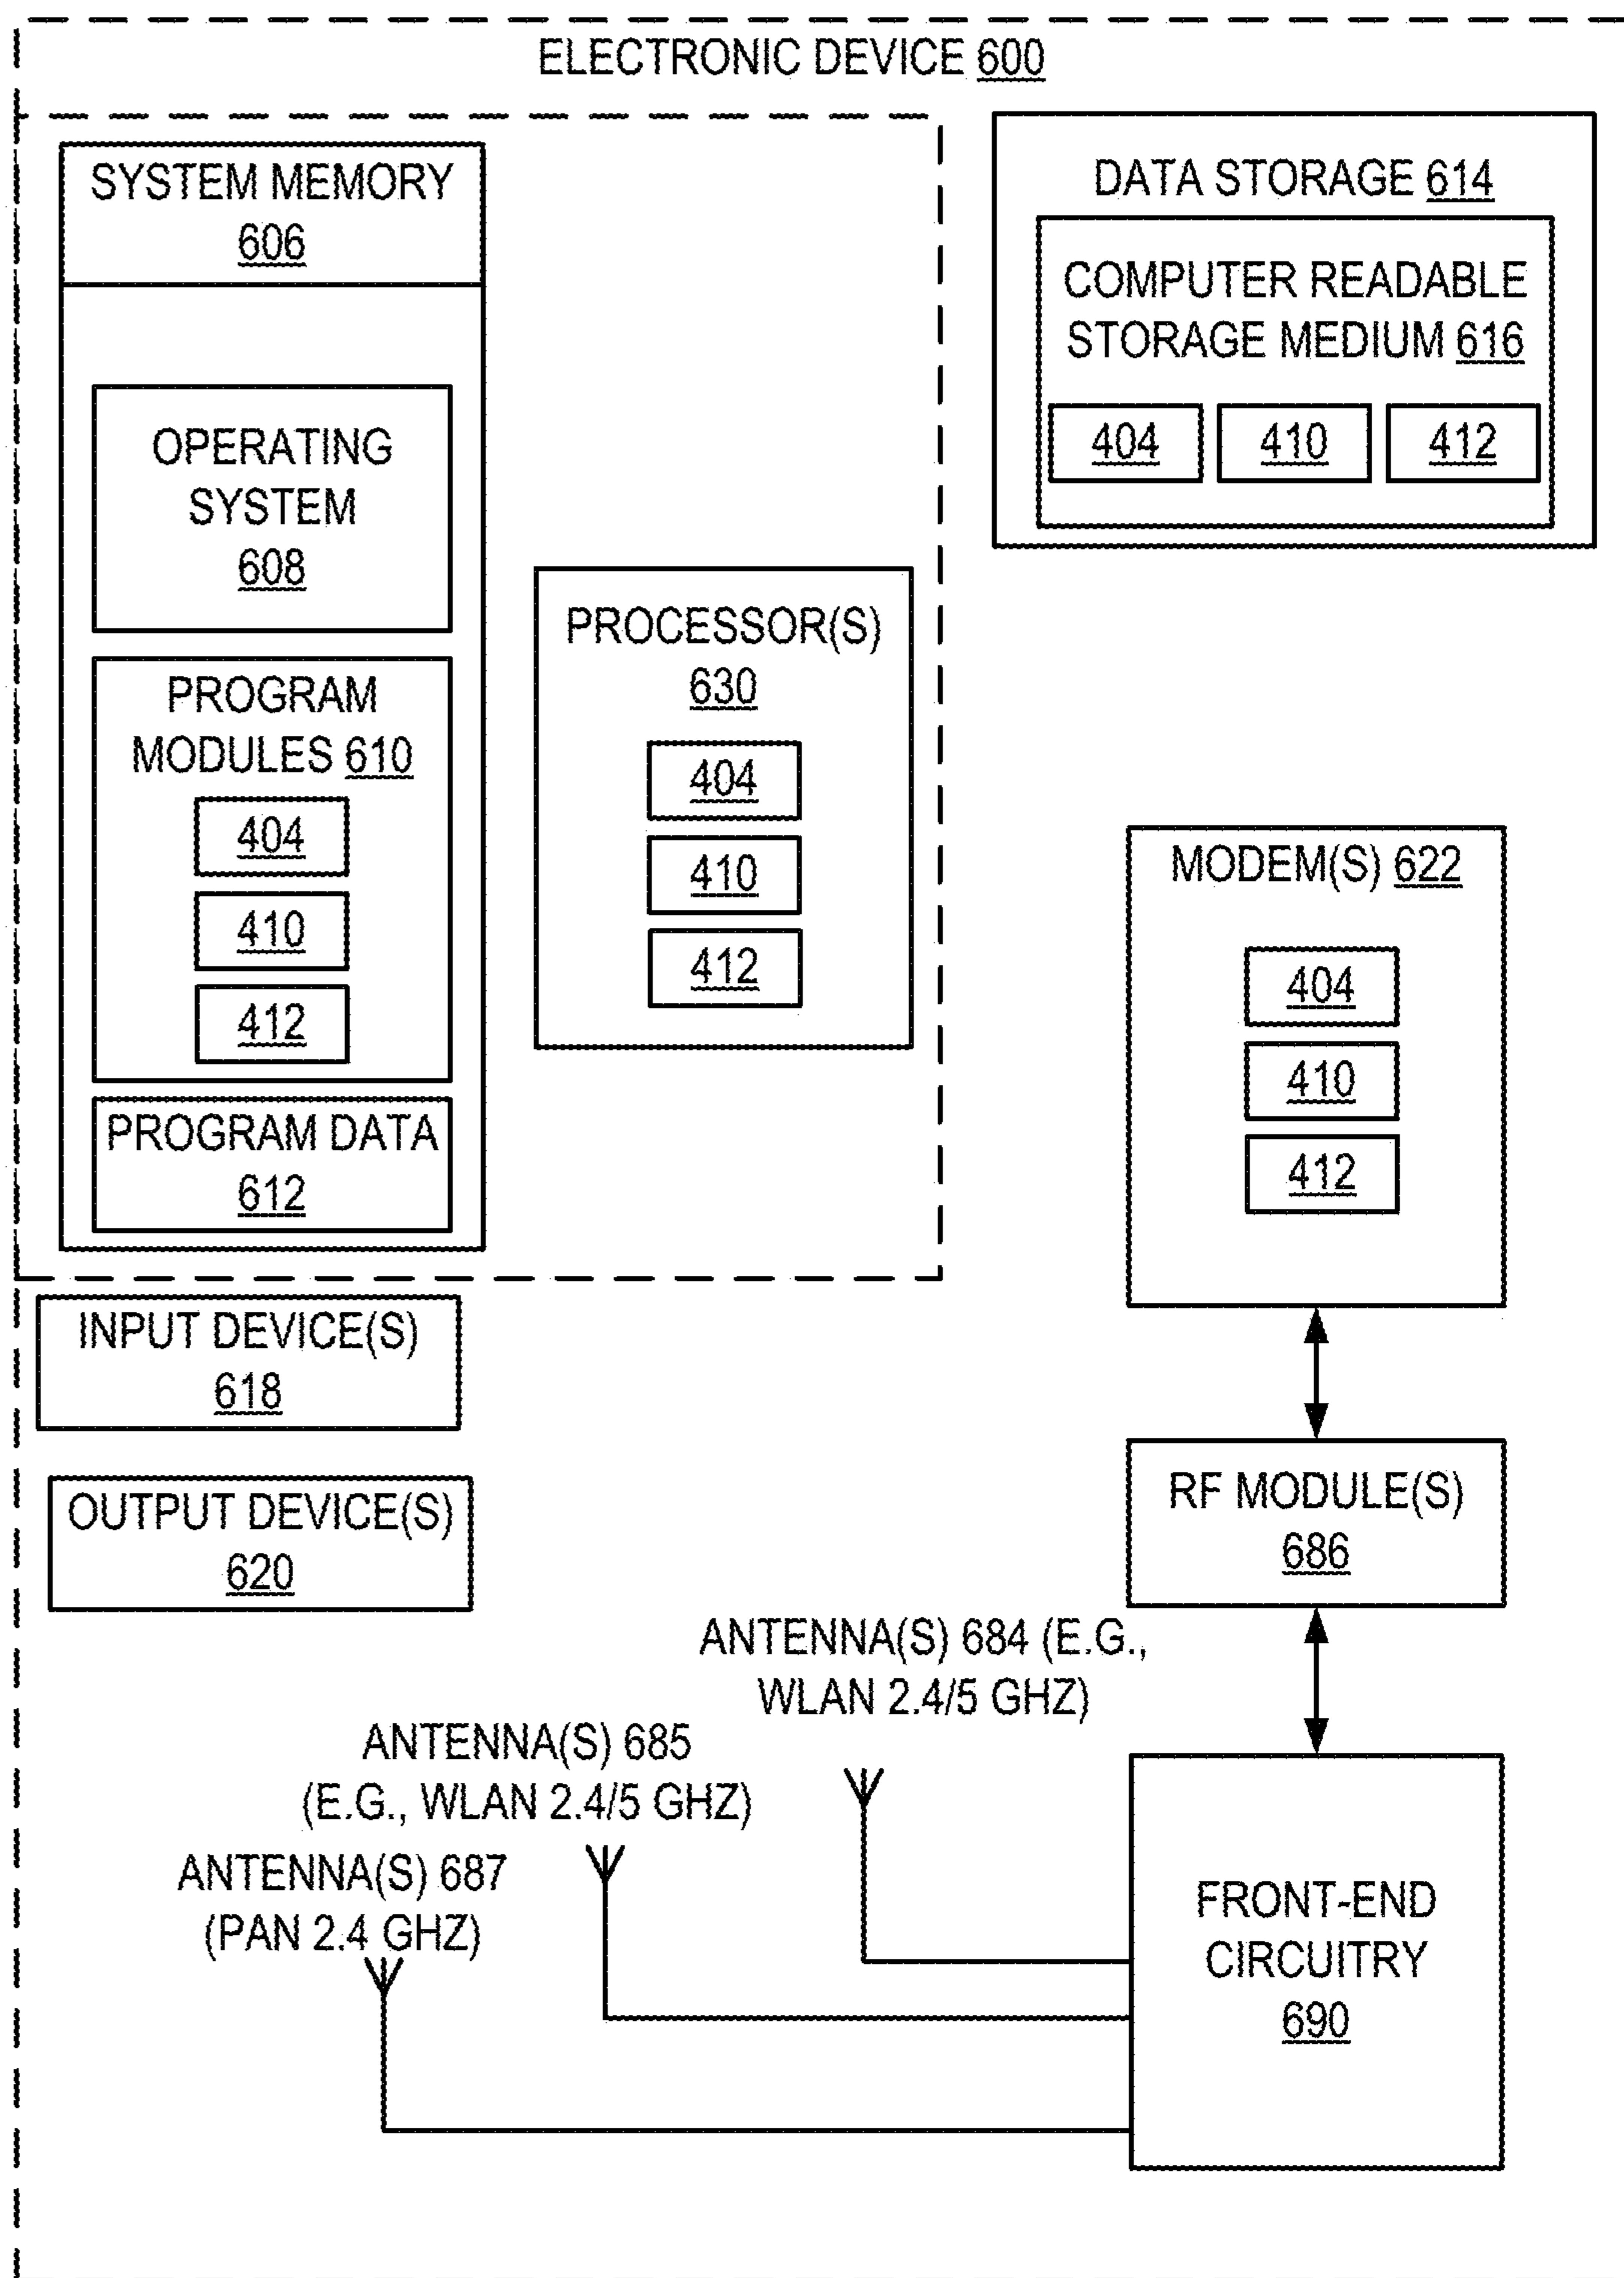 ELECTRONIC DEVICE 600
SYSTEM MEMORY
606
OPERATING
SYSTEM
608
PROGRAM
MODULES 610
404
410
412
PROGRAM DATA
612
PROCESSOR(S)
630
404
410
412
DATA STORAGE 614
COMPUTER READABLE
STORAGE MEDIUM 616
404 410 412
MODEM(S) 622
404
410
412
INPUT DEVICE(S)
618
OUTPUT DEVICE(S)
620
RF MODULE(S)
686
ANTENNA(S) 684 (E.G.,
WLAN 2.4/5 GHZ)
ANTENNA(S) 685
(E.G., WLAN 2.4/5 GHZ)
ANTENNA(S) 687
(PAN 2.4 GHZ)
FRONT-END
CIRCUITRY
690